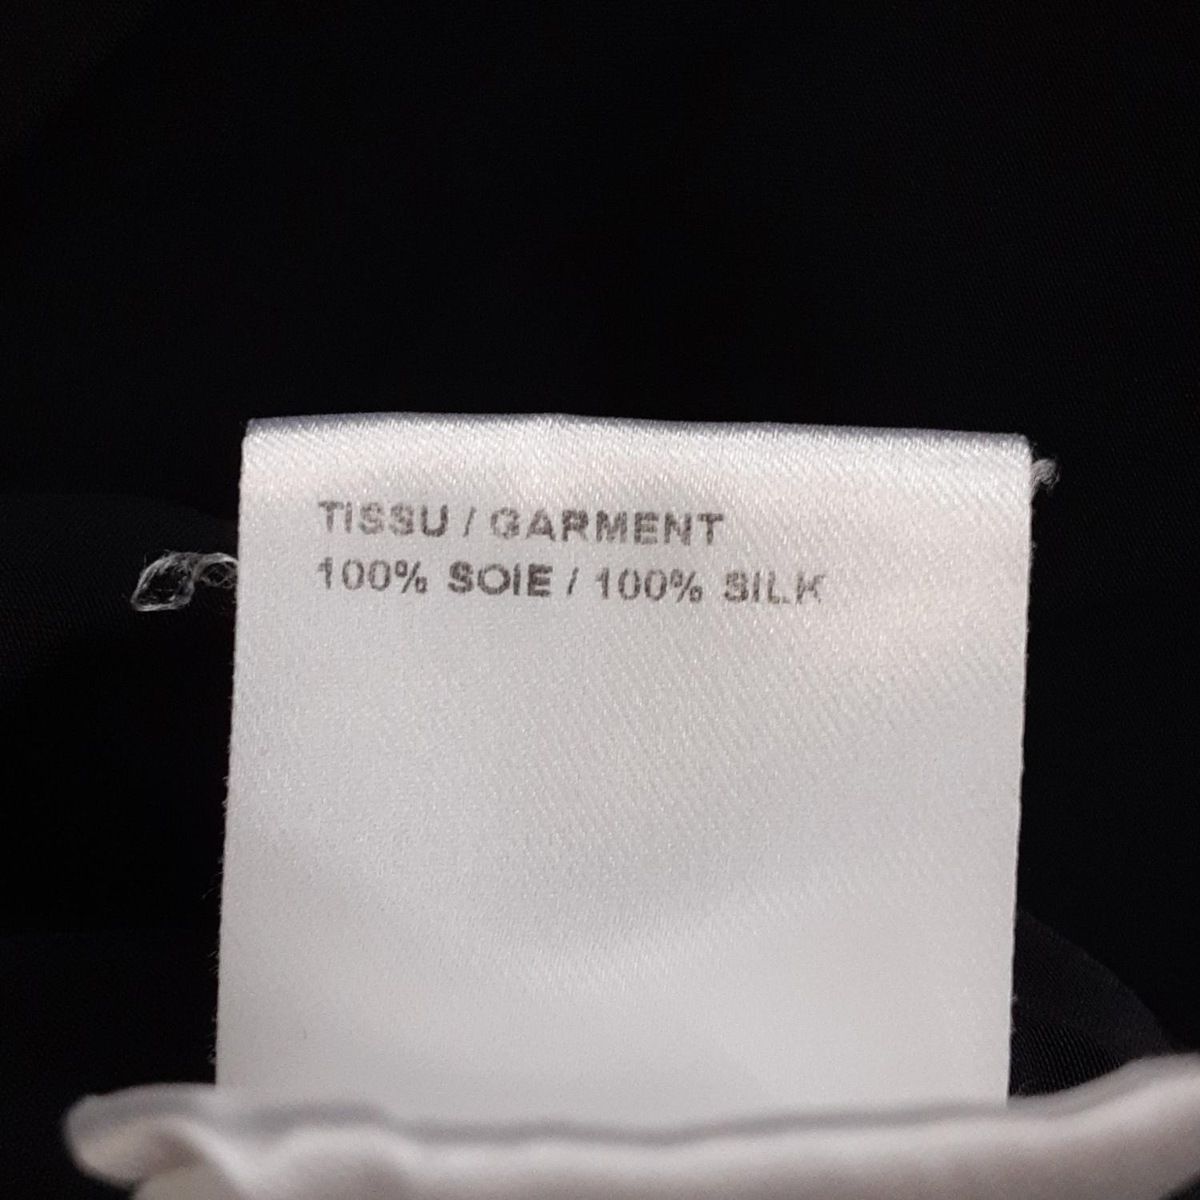 TISSU / GARMENT
100% SOIE / 100% SILK